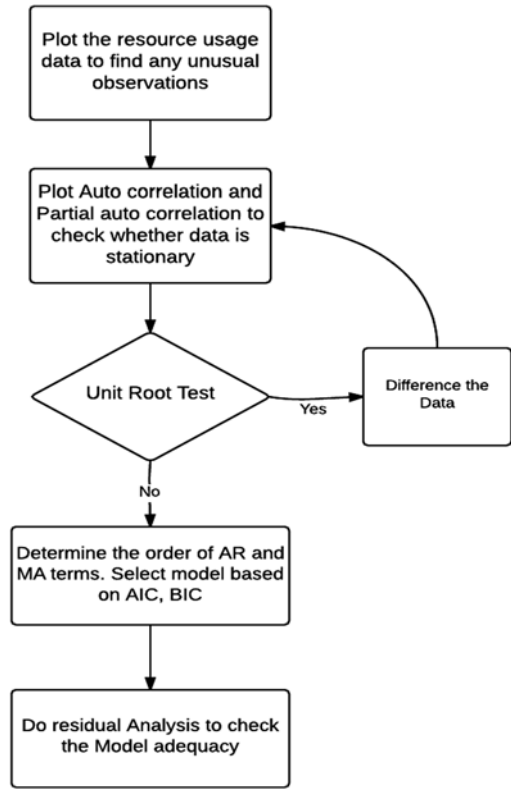 Plot the resource usage
data to find any unusual
observations
Plot Auto correlation and
Partial auto correlation to
check whether data is
stationary
Unit Root Test
Yes
Difference the
Data
No
Determine the order of AR and
MA terms. Select model based
on AIC, BIC
Do residual Analysis to check
the Model adequacy